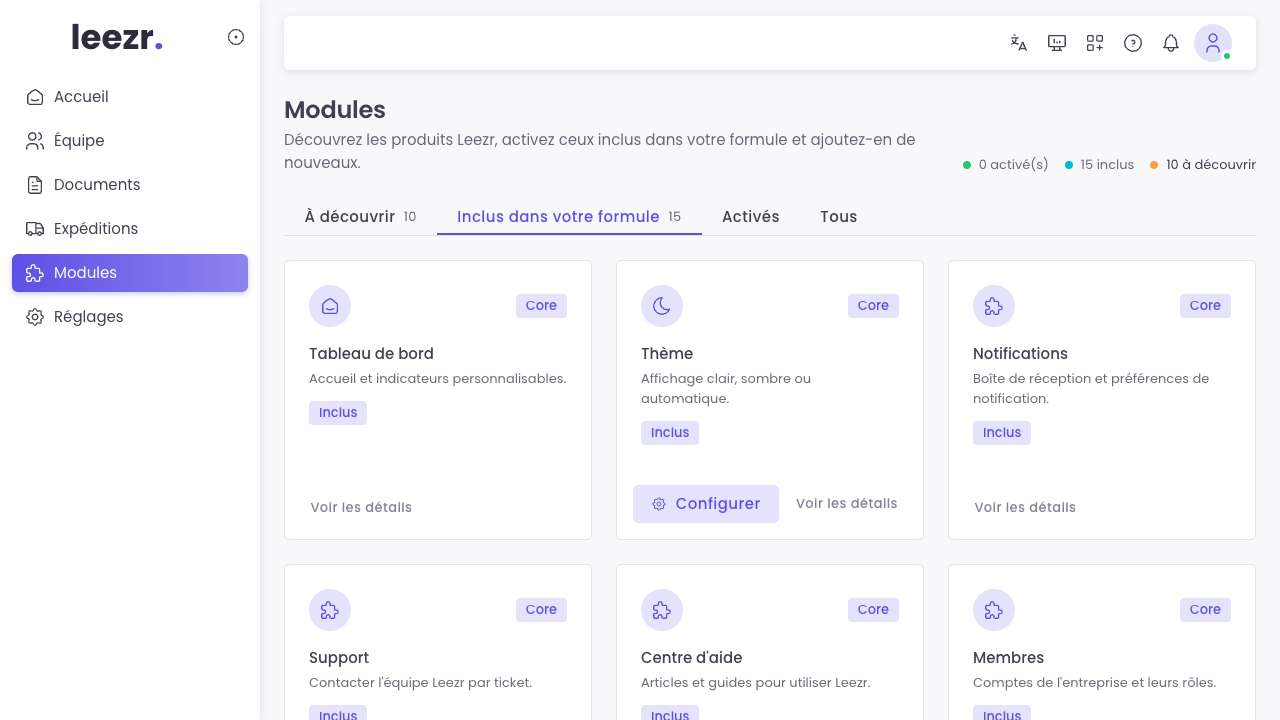 leezr.
Accueil
Équipe
Documents
Expéditions
Modules
Réglages
Modules
Découvrez les produits Leezr, activez ceux inclus dans votre formule et ajoutez-en de
nouveaux.
0 activé(s) 15 inclus 10 à découvrir
À découvrir 10 Inclus dans votre formule 15 Activés Tous
Core
Tableau de bord
Accueil et indicateurs personnalisables.
Inclus
Voir les détails
Core
Thème
Affichage clair, sombre ou
automatique.
Inclus
Configurer Voir les détails
Core
Notifications
Boîte de réception et préférences de
notification.
Inclus
Voir les détails
Core
Support
Contacter l'équipe Leezr par ticket.
Inclus
Core
Centre d'aide
Articles et guides pour utiliser Leezr.
Inclus
Core
Membres
Comptes de l'entreprise et leurs rôles.
Inclus